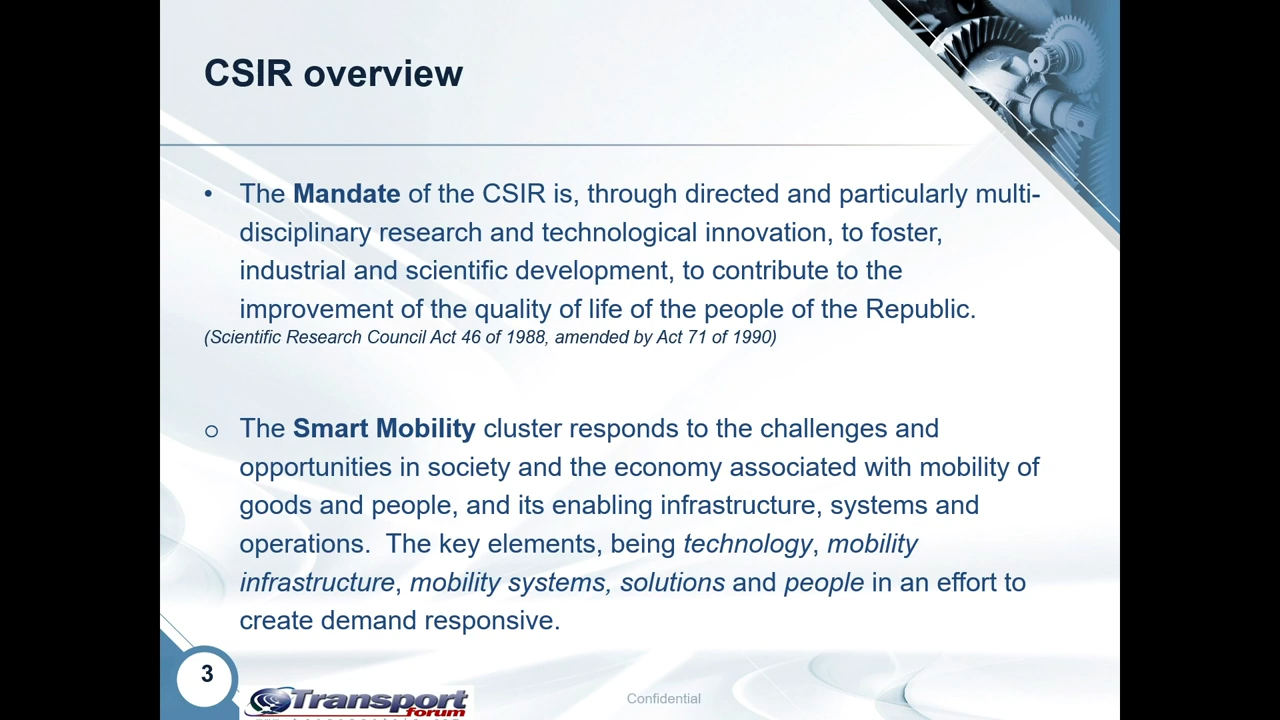 CSIR overview
• The Mandate of the CSIR is, through directed and particularly multi-
disciplinary research and technological innovation, to foster,
industrial and scientific development, to contribute to the
improvement of the quality of life of the people of the Republic.
(Scientific Research Council Act 46 of 1988, amended by Act 71 of 1990)
o The Smart Mobility cluster responds to the challenges and
opportunities in society and the economy associated with mobility of
goods and people, and its enabling infrastructure, systems and
operations.  The key elements, being technology, mobility
infrastructure, mobility systems, solutions and people in an effort to
create demand responsive.
3
Transport
forum
Confidential